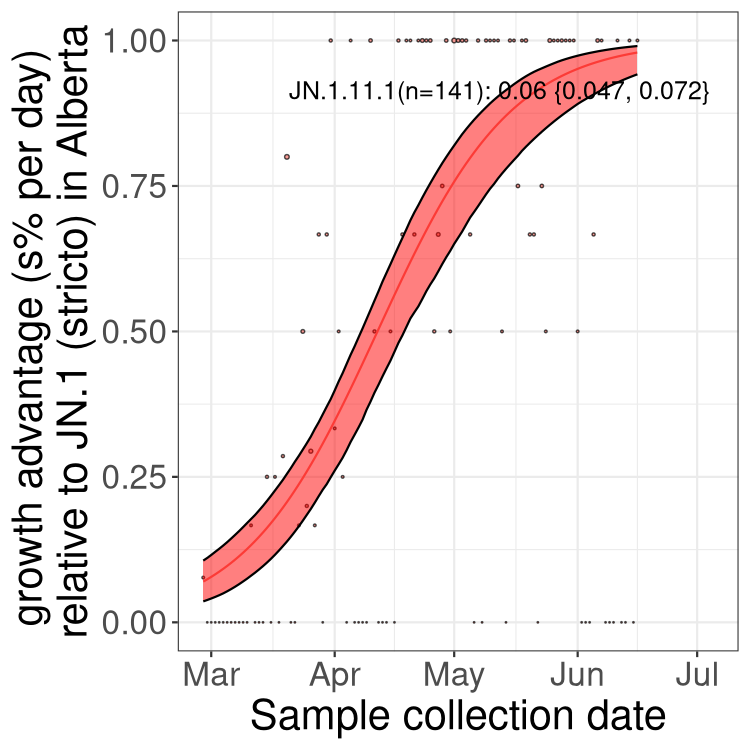 growth advantage (s% per day)
relative to JN.1 (stricto) in Alberta
1.00
0.75
0.50
0.25
0.00
JN.1.11.1(n=141): 0.06 {0.047, 0.072}
Mar Apr May Jun Jul
Sample collection date